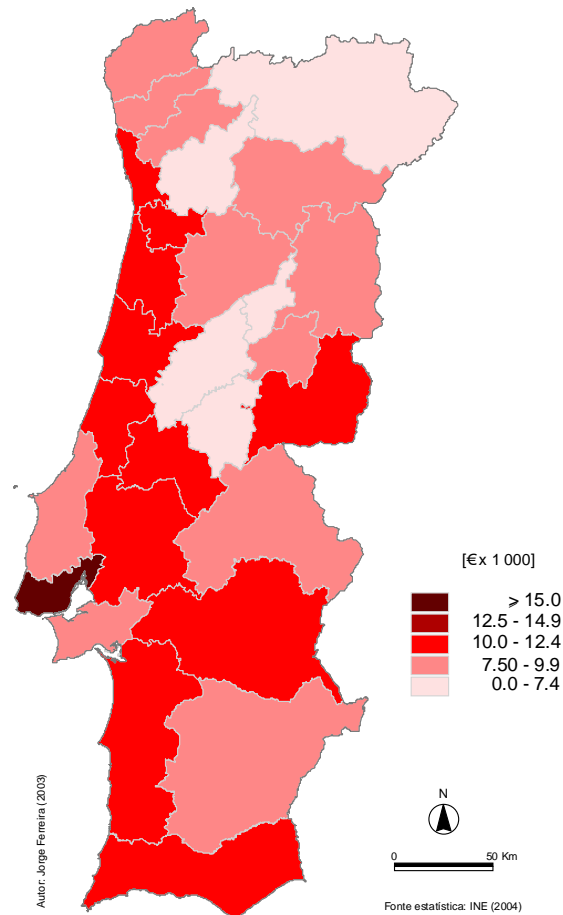 [€ x 1 000]
⩾ 15.0
12.5 - 14.9
10.0 - 12.4
7.50 - 9.9
0.0 - 7.4
N
0 50 Km
Autor: Jorge Ferreira (2003)
Fonte estatística: INE (2004)